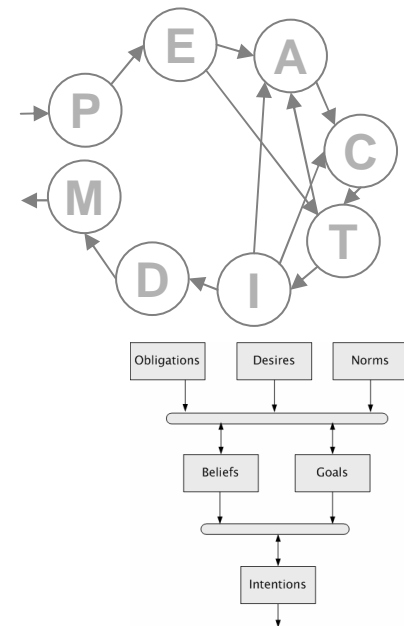 E
A
P
C
M
T
D
I
Obligations
Desires
Norms
Beliefs
Goals
Intentions